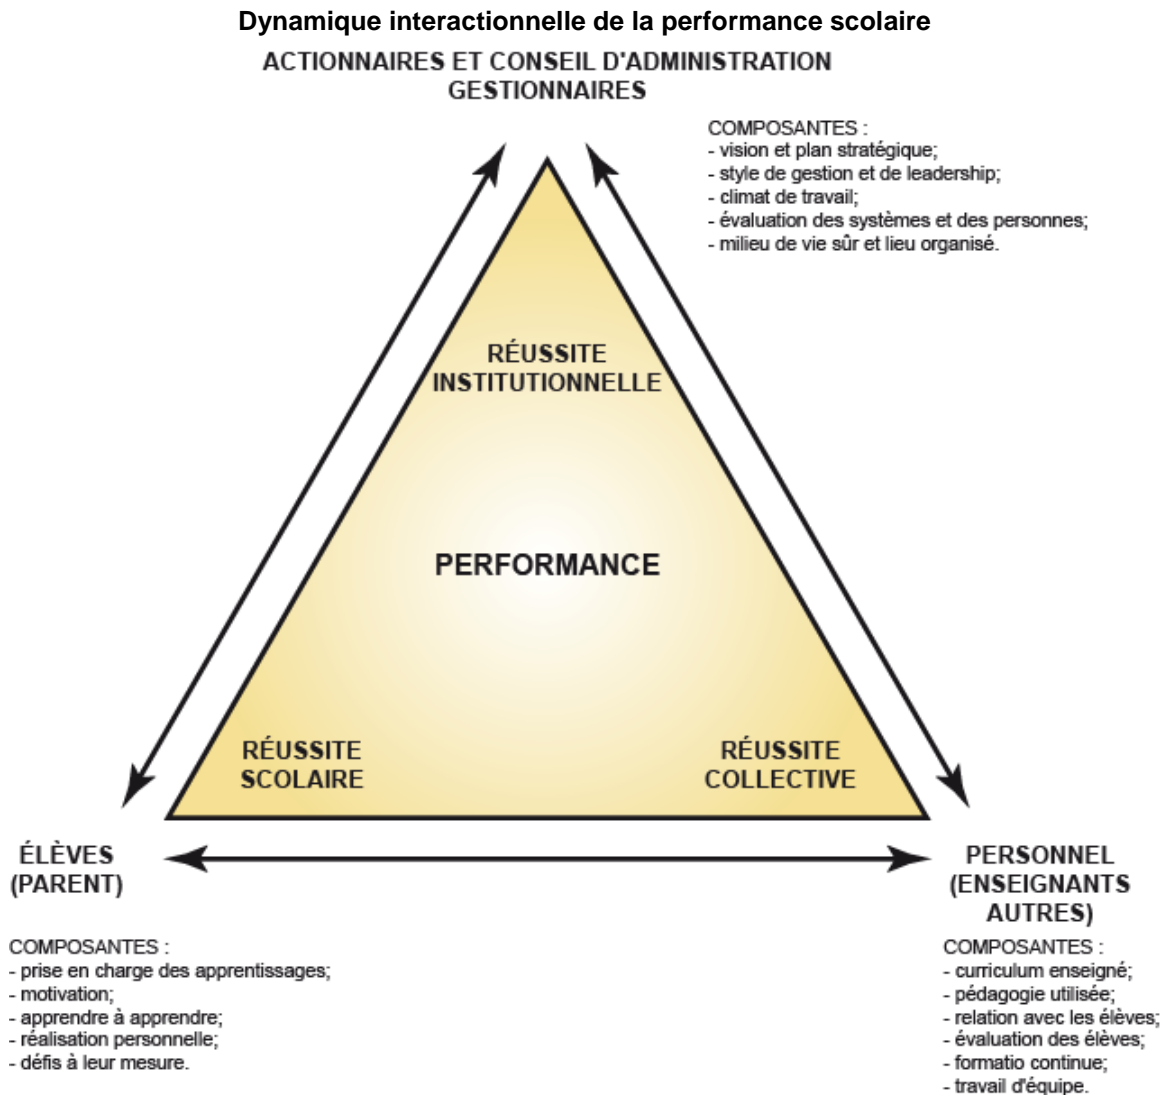 Dynamique interactionnelle de la performance scolaire
ACTIONNAIRES ET CONSEIL D'ADMINISTRATION
GESTIONNAIRES
COMPOSANTES :
- vision et plan stratégique;
- style de gestion et de leadership;
- climat de travail;
- évaluation des systèmes et des personnes;
- milieu de vie sûr et lieu organisé.
RÉUSSITE
INSTITUTIONNELLE
PERFORMANCE
RÉUSSITE
SCOLAIRE
RÉUSSITE
COLLECTIVE
ÉLÈVES
(PARENT)
COMPOSANTES :
- prise en charge des apprentissages;
- motivation;
- apprendre à apprendre;
- réalisation personnelle;
- défis à leur mesure.
PERSONNEL
(ENSEIGNANTS
AUTRES)
COMPOSANTES :
- curriculum enseigné;
- pédagogie utilisée;
- relation avec les élèves;
- évaluation des élèves;
- formatio continue;
- travail d'équipe.